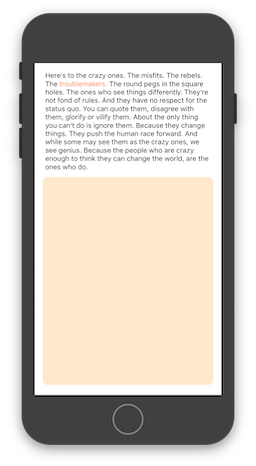 Here's to the crazy ones. The misfits. The rebels.
The troublemakers. The round pegs in the square
holes. The ones who see things differently. They're
not fond of rules. And they have no respect for the
status quo. You can quote them, disagree with
them, glorify or vilify them. About the only thing
you can't do is ignore them. Because they change
things. They push the human race forward. And
while some may see them as the crazy ones, we
see genius. Because the people who are crazy
enough to think they can change the world, are the
ones who do.